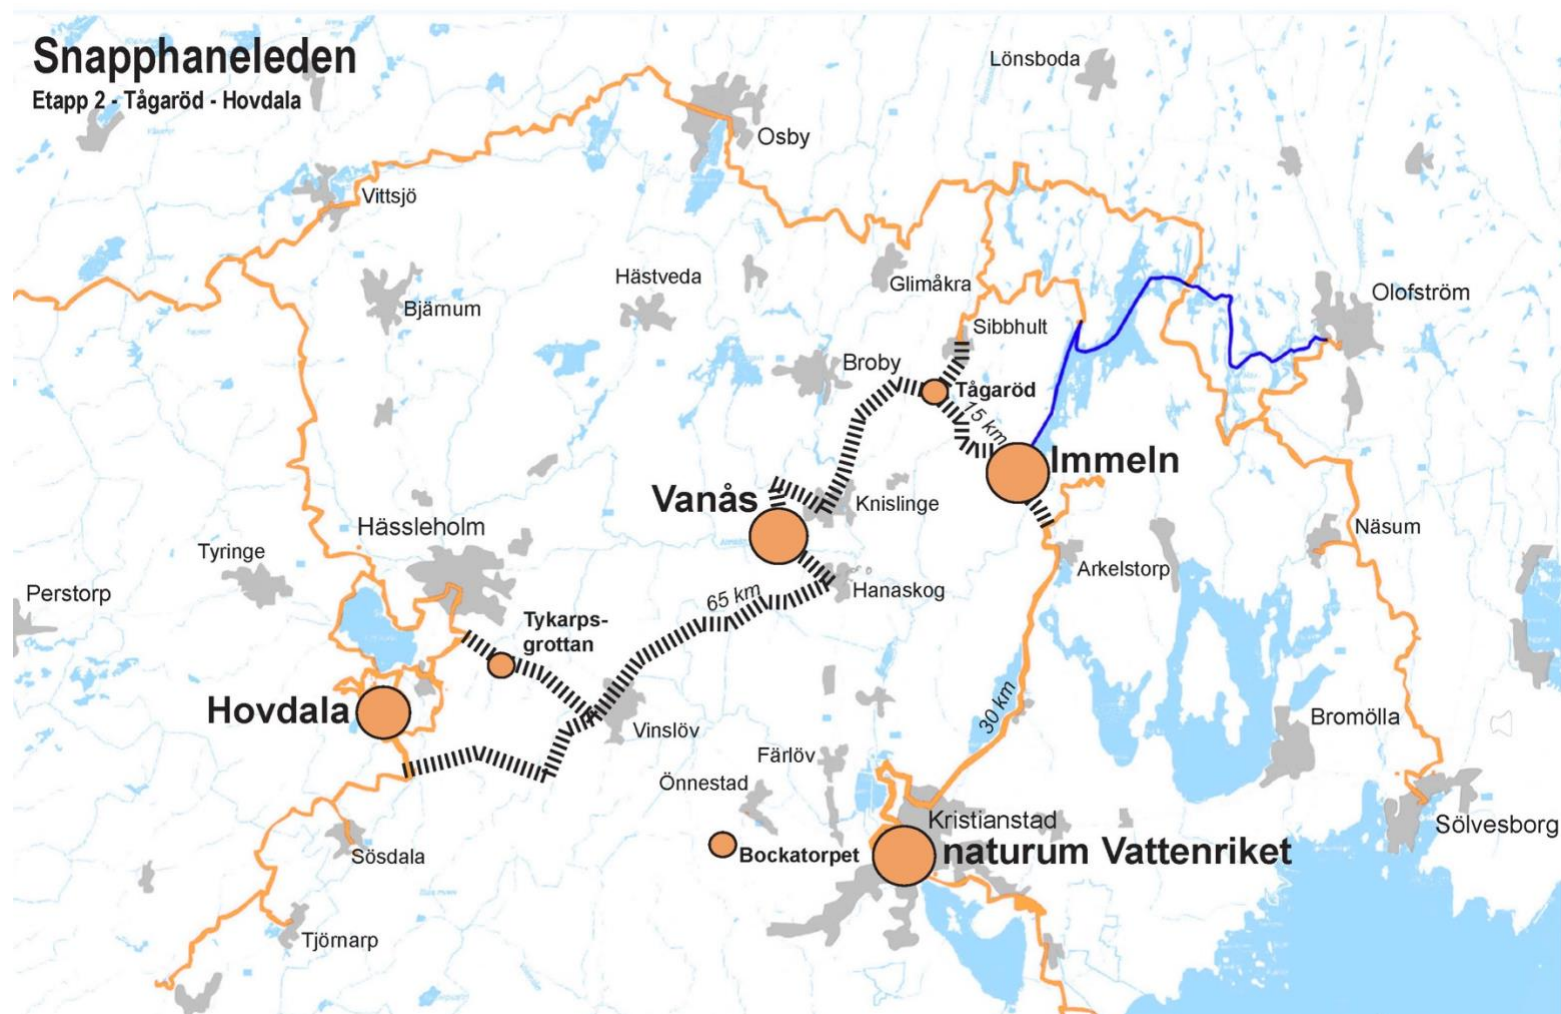 Snapphaneleden
Etapp 2 - Tågaröd - Hovdala
Lönsboda
Osby
Vittsjö
Hästveda
Glimåkra
Olofström
Bjärnum
Sibbhult
Broby
Tågaröd
15 km
Immeln
Vanås
Knislinge
Hässleholm
Näsum
Tyringe
Arkelstorp
Perstorp
Hanaskog
65 km
Tykarps-
grottan
Hovdala
30 km
Bromölla
Vinslöv
Färlöv
Önnestad
Kristianstad
Sölvesborg
Bockatorpet
naturum Vattenriket
Sösdala
Tjörnarp